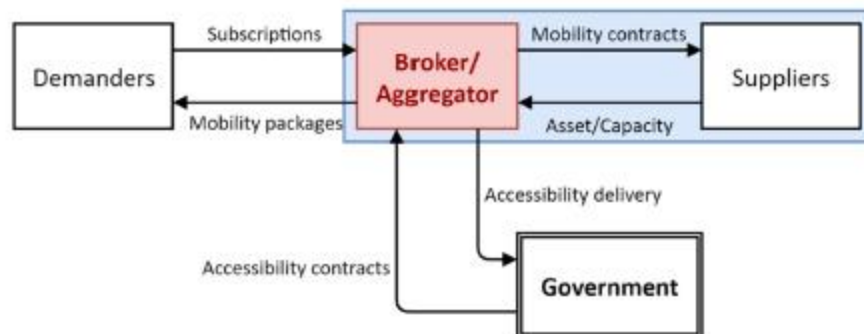 Subscriptions
Mobility contracts
Demanders
Broker/
Aggregator
Suppliers
Mobility packages
Asset/Capacity
Accessibility delivery
Accessibility contracts
Government